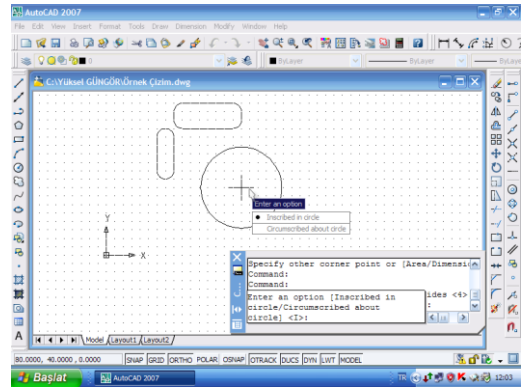 AutoCAD 2007
File Edit View Insert Format Tools Draw Dimension Modify Window Help
0
ByLayer
ByLayer
ByLaye
C:\Yüksel GÜNGÖR\Örnek Çizim.dwg
Enter an option
Inscribed in circle
Circumscribed about circle
Y
X
Specify other corner point or [Area/Dimensi
Command:
Command:
Enter an option [Inscribed in
circle/Circumscribed about
circle] <I>:
ides <4>
:
A
Model Layout1 Layout2
80.0000, 40.0000, 0.0000
SNAP GRID ORTHO POLAR OSNAP OTRACK DUCS DYN LWT MODEL
Başlat
AutoCAD 2007
TR
12:03